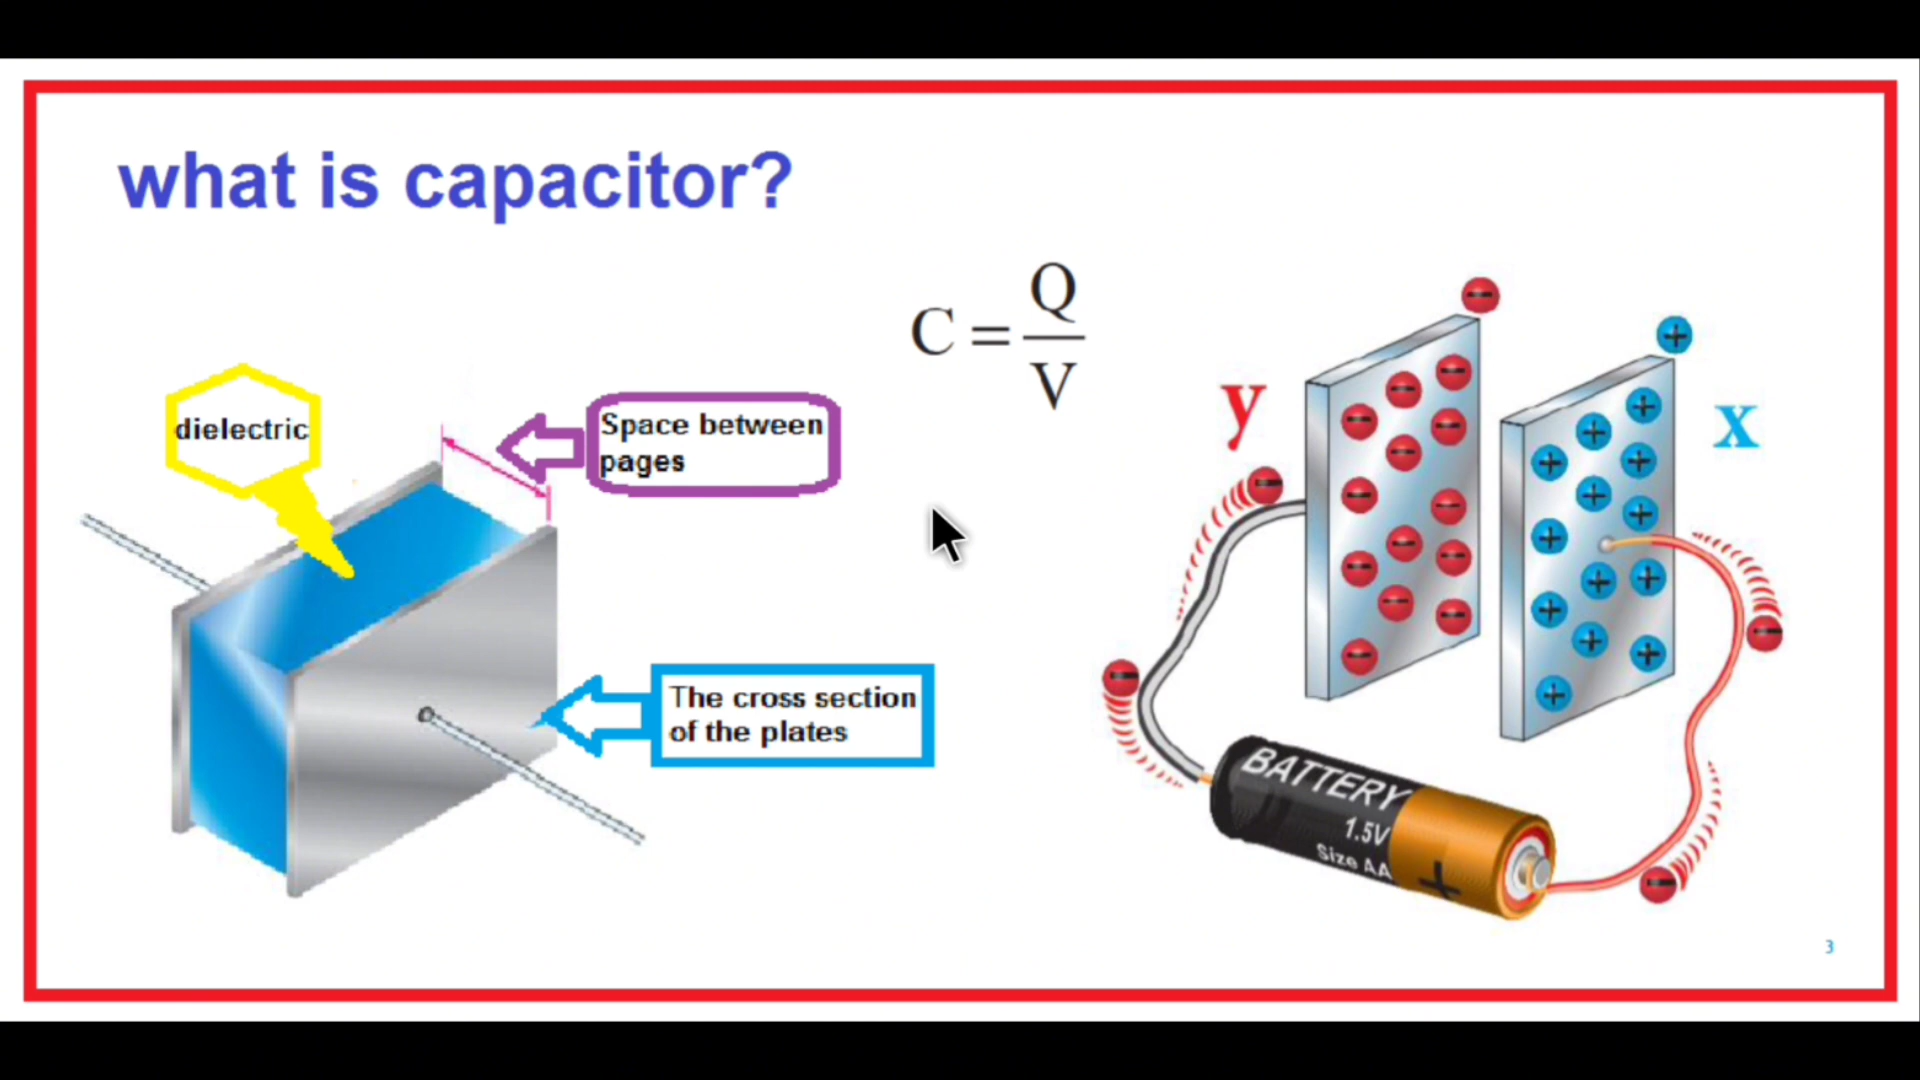 what is capacitor?
C = Q
V
dielectric
Space between
pages
y
x
The cross section
of the plates
BATTERY
1.5V
Size AA
+
3